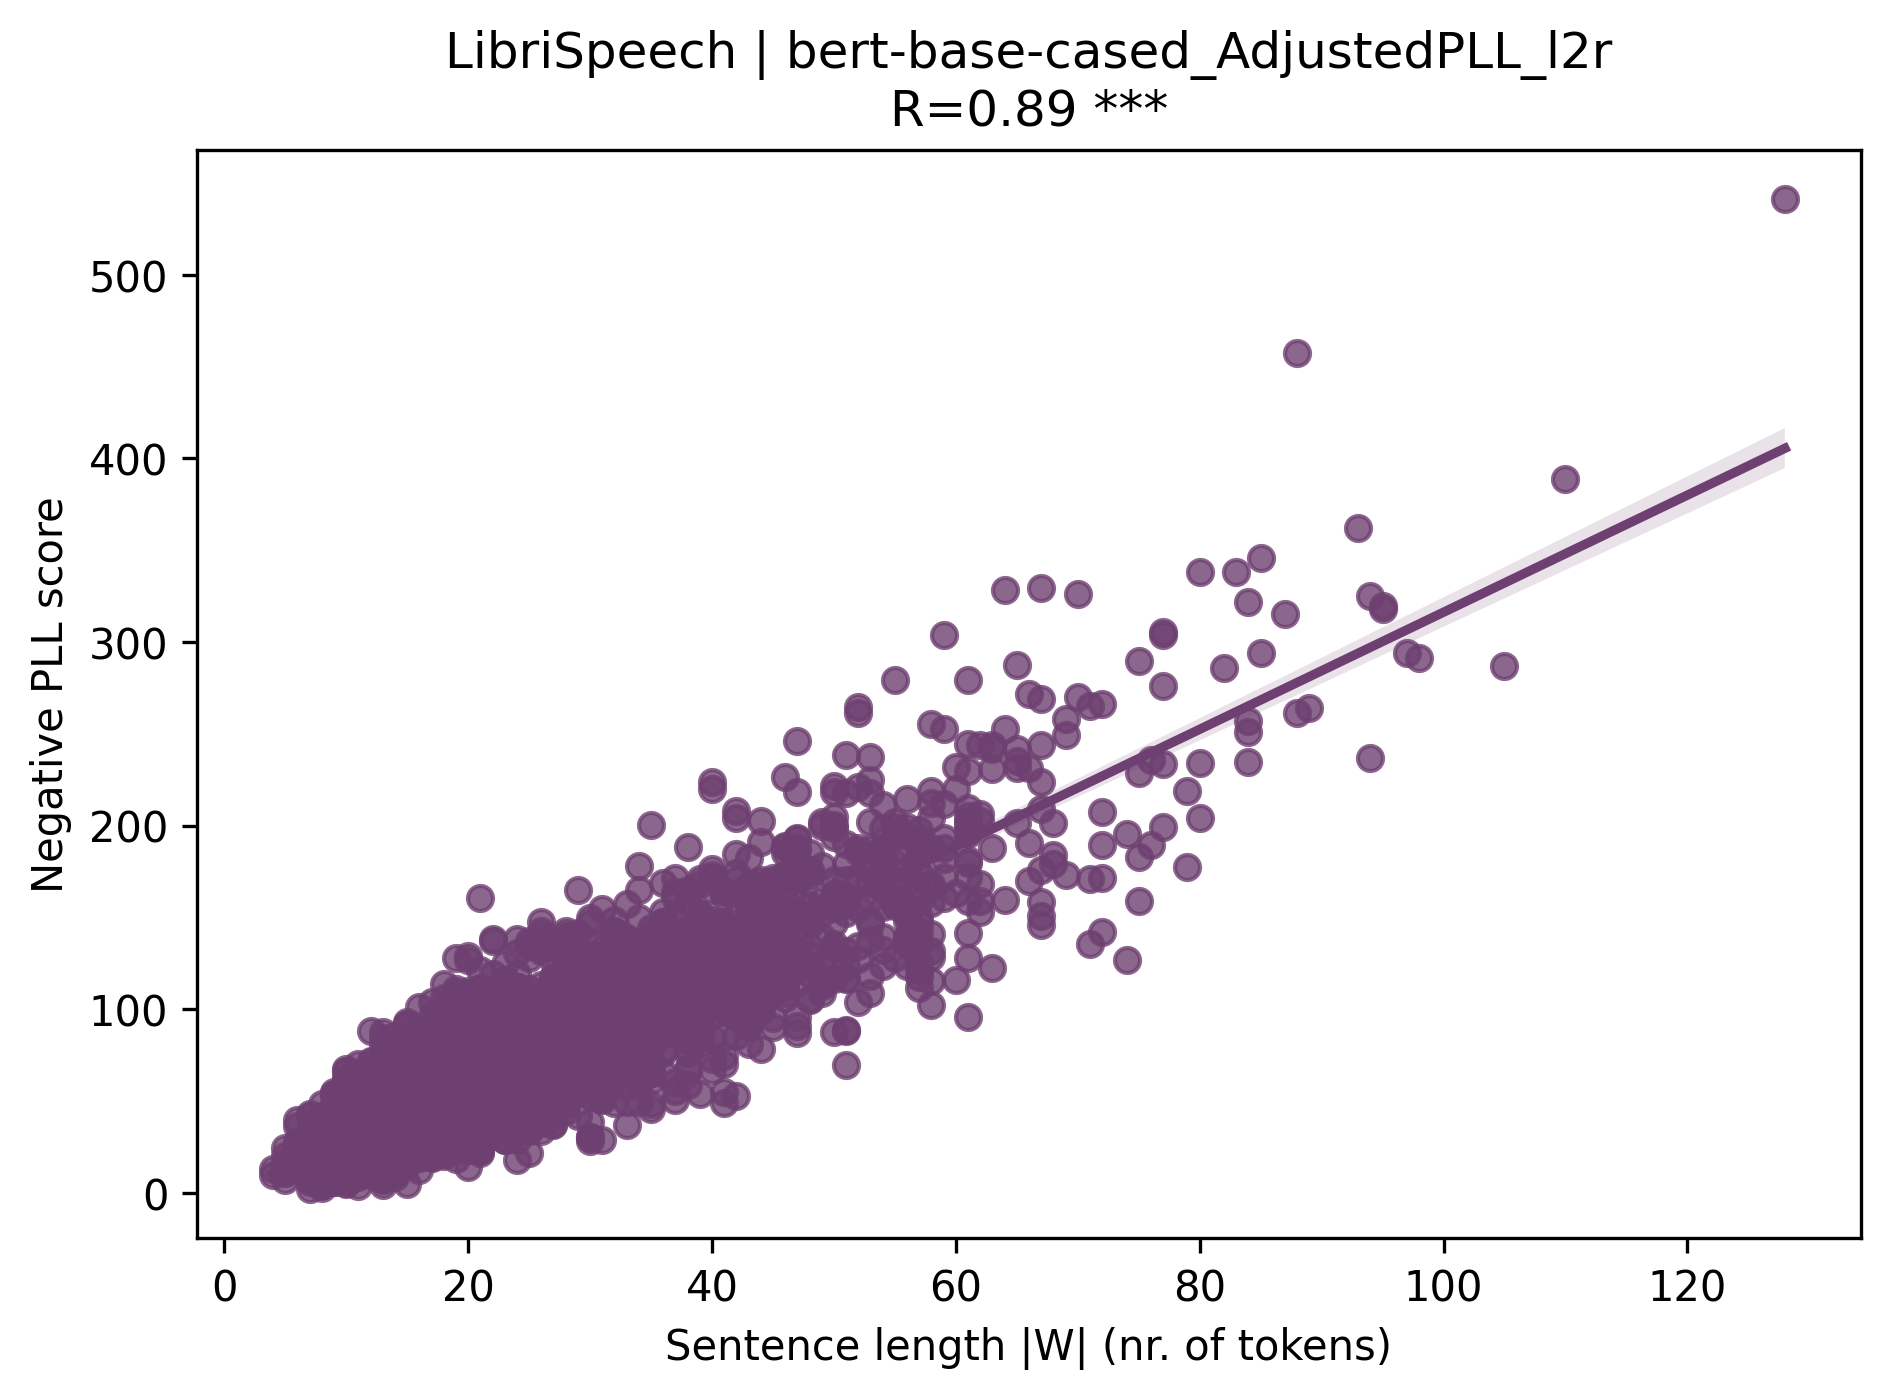 LibriSpeech | bert-base-cased_AdjustedPLL_l2r
R=0.89 ***
Negative PLL score
500
400
300
200
100
0
0 20 40 60 80 100 120
Sentence length |W| (nr. of tokens)